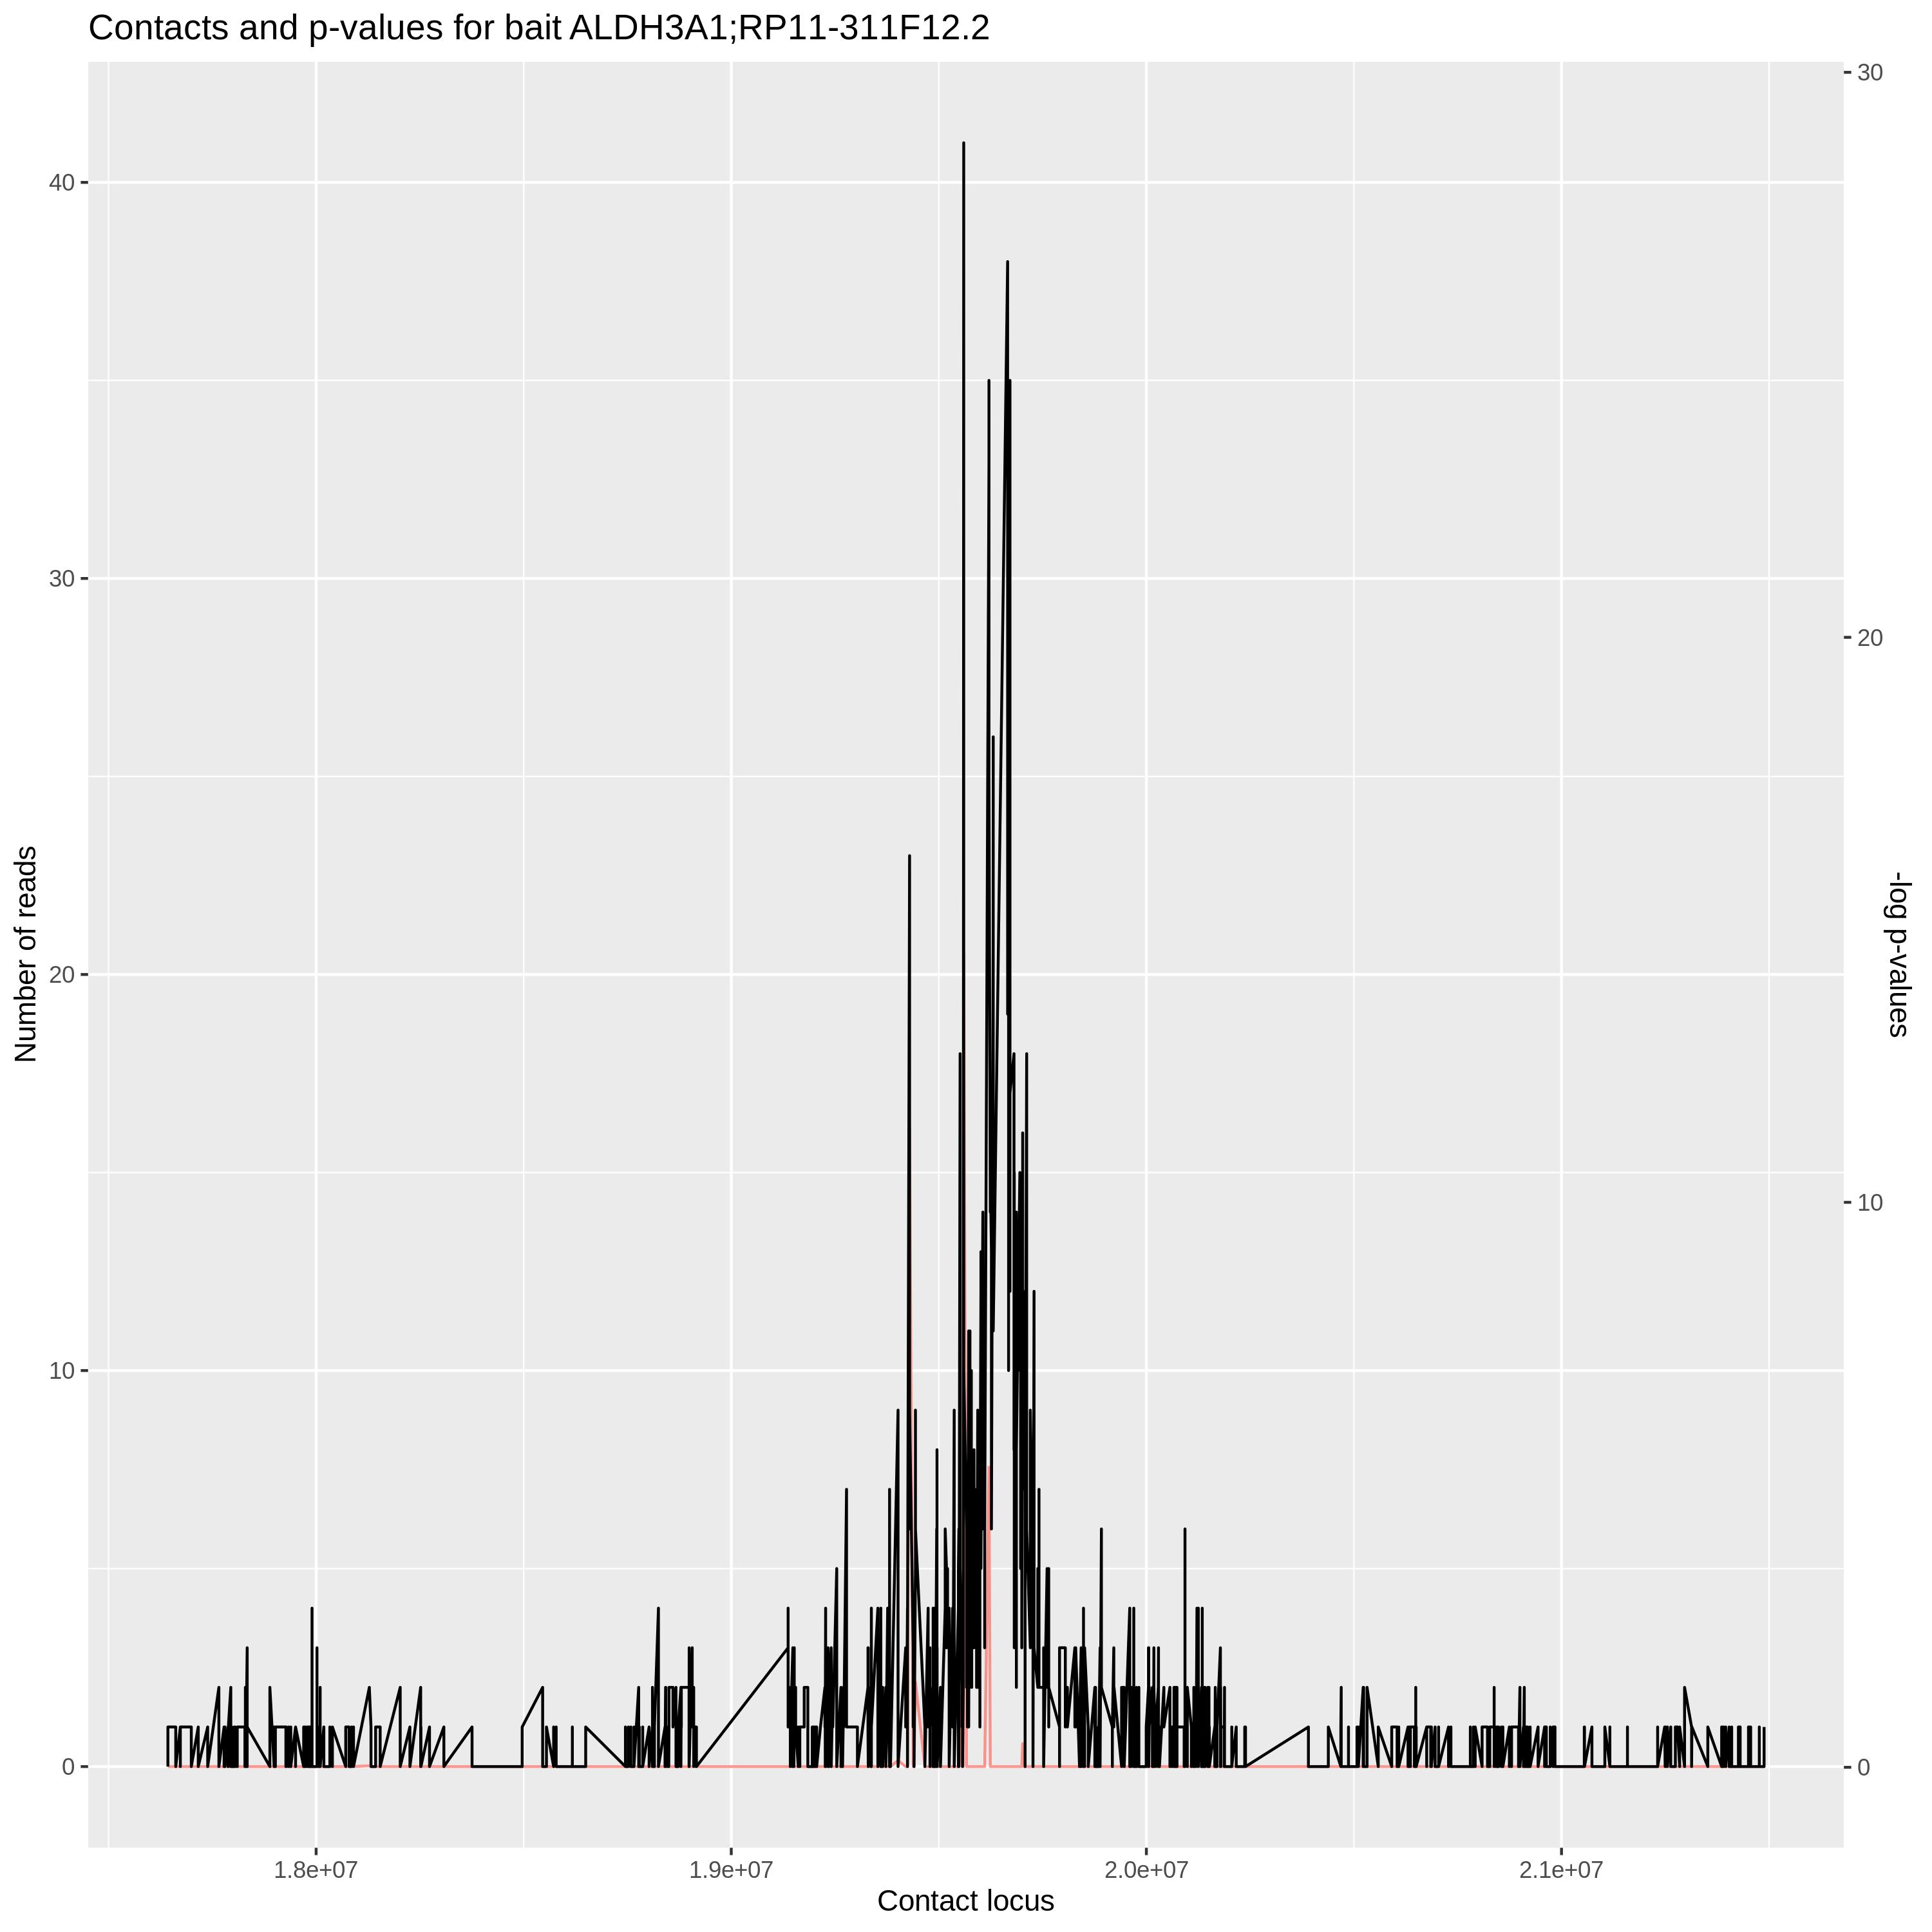 Contacts and p-values for bait ALDH3A1;RP11-311F12.2
40
30
20
10
0
Number of reads
30
20
10
0
-log p-values
1.8e+07 1.9e+07 2.0e+07 2.1e+07
Contact locus